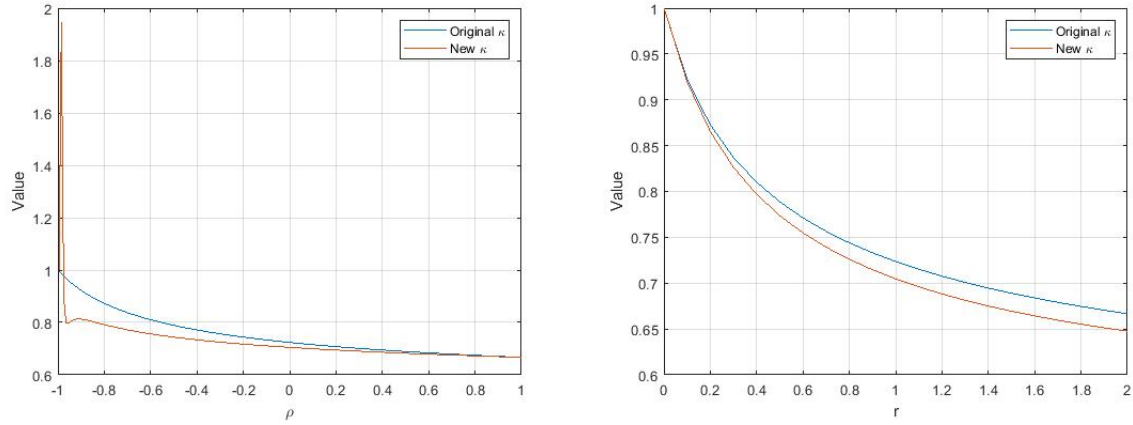 2
1.8
1.6
1.4
1.2
1
0.8
0.6
Value
-1 -0.8 -0.6 -0.4 -0.2 0 0.2 0.4 0.6 0.8 1
ρ
Original κ
New κ
1
0.95
0.9
0.85
0.8
0.75
0.7
0.65
0.6
Value
0 0.2 0.4 0.6 0.8 1 1.2 1.4 1.6 1.8 2
r
Original κ
New κ